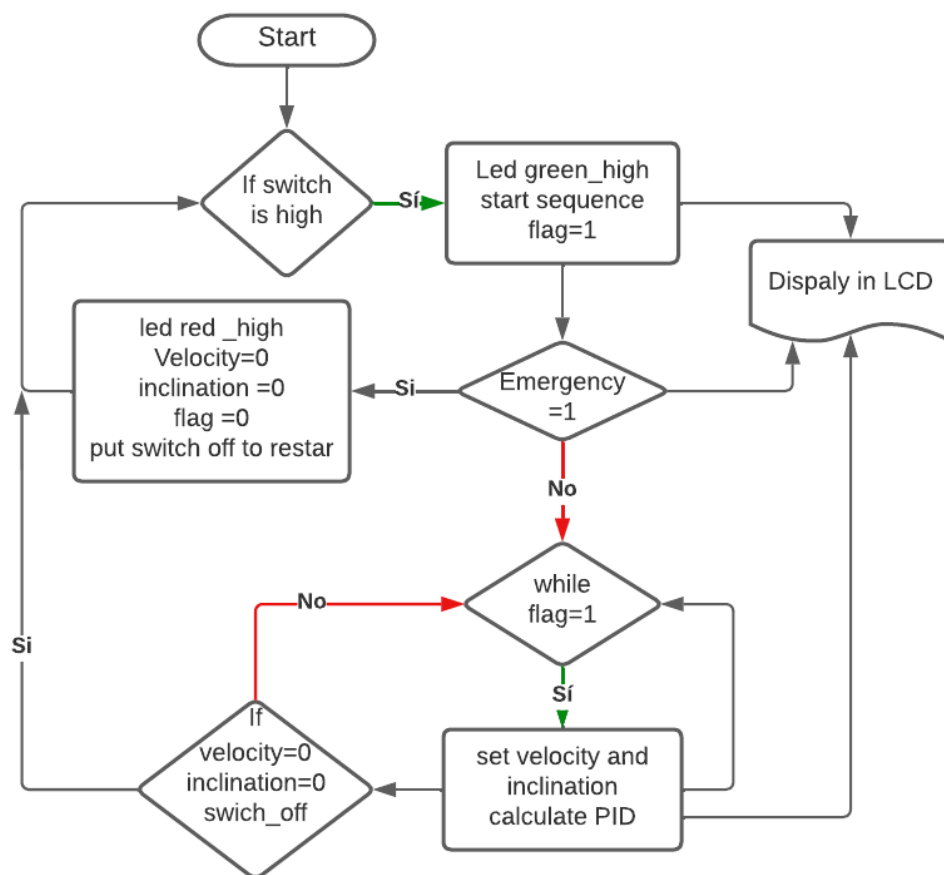 Start
If switch
is high
Sí
Led green_high
start sequence
flag=1
Dispaly in LCD
led red _high
Velocity=0
inclination =0
flag =0
put switch off to restar
Si
Emergency
=1
No
while
flag=1
No
Si
Sí
If
velocity=0
inclination=0
swich_off
set velocity and
inclination
calculate PID